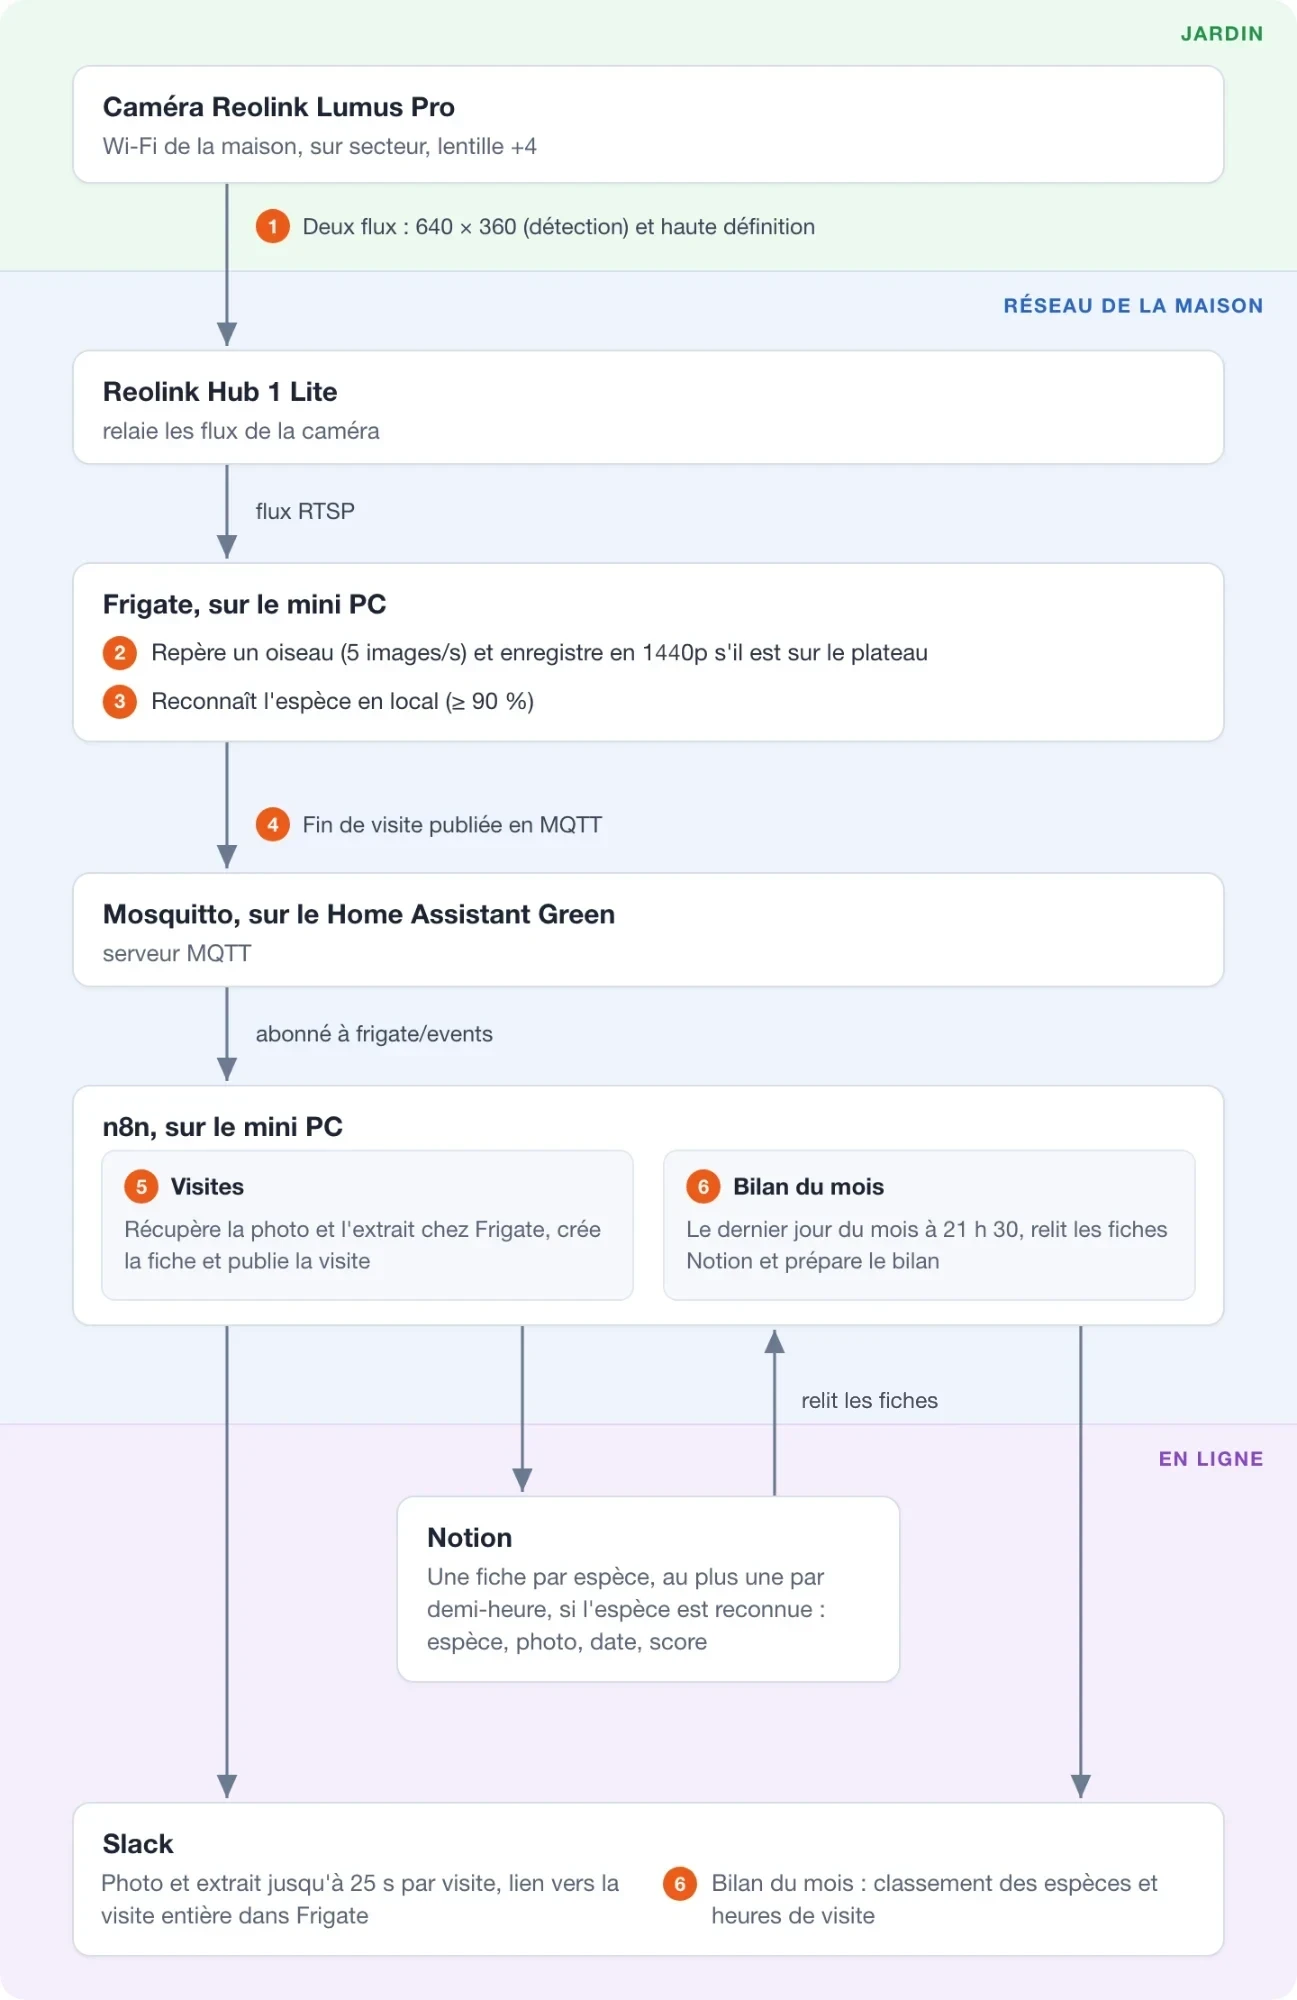 JARDIN
Caméra Reolink Lumus Pro
Wi-Fi de la maison, sur secteur, lentille +4
1 Deux flux : 640 × 360 (détection) et haute définition
RÉSEAU DE LA MAISON
Reolink Hub 1 Lite
relaie les flux de la caméra
flux RTSP
Frigate, sur le mini PC
2 Repère un oiseau (5 images/s) et enregistre en 1440p s'il est sur le plateau
3 Reconnaît l'espèce en local (≥ 90 %)
4 Fin de visite publiée en MQTT
Mosquitto, sur le Home Assistant Green
serveur MQTT
abonné à frigate/events
n8n, sur le mini PC
5 Visites
Récupère la photo et l'extrait chez Frigate, crée
la fiche et publie la visite
6 Bilan du mois
Le dernier jour du mois à 21 h 30, relit les fiches
Notion et prépare le bilan
relit les fiches
EN LIGNE
Notion
Une fiche par espèce, au plus une par
demi-heure, si l'espèce est reconnue :
espèce, photo, date, score
Slack
Photo et extrait jusqu'à 25 s par visite, lien vers la
visite entière dans Frigate
6 Bilan du mois : classement des espèces et
heures de visite